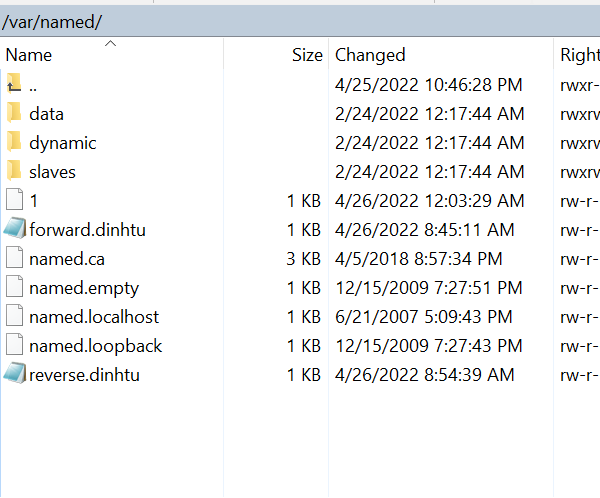 /var/named/
Name Size Changed Right
.. 4/25/2022 10:46:28 PM rwxr-
data 2/24/2022 12:17:44 AM rwxrw
dynamic 2/24/2022 12:17:44 AM rwxrw
slaves 2/24/2022 12:17:44 AM rwxrw
1 1 KB 4/26/2022 12:03:29 AM rw-r-
forward.dinhtu 1 KB 4/26/2022 8:45:11 AM rw-r-
named.ca 3 KB 4/5/2018 8:57:34 PM rw-r-
named.empty 1 KB 12/15/2009 7:27:51 PM rw-r-
named.localhost 1 KB 6/21/2007 5:09:43 PM rw-r-
named.loopback 1 KB 12/15/2009 7:27:43 PM rw-r-
reverse.dinhtu 1 KB 4/26/2022 8:54:39 AM rw-r-